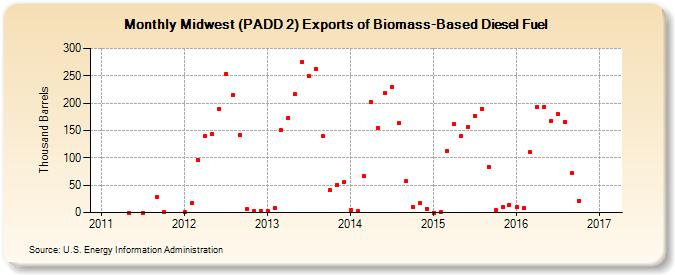 Monthly Midwest (PADD 2) Exports of Biomass-Based Diesel Fuel
Thousand Barrels
300
250
200
150
100
50
0
2011 2012 2013 2014 2015 2016 2017
Source: U.S. Energy Information Administration